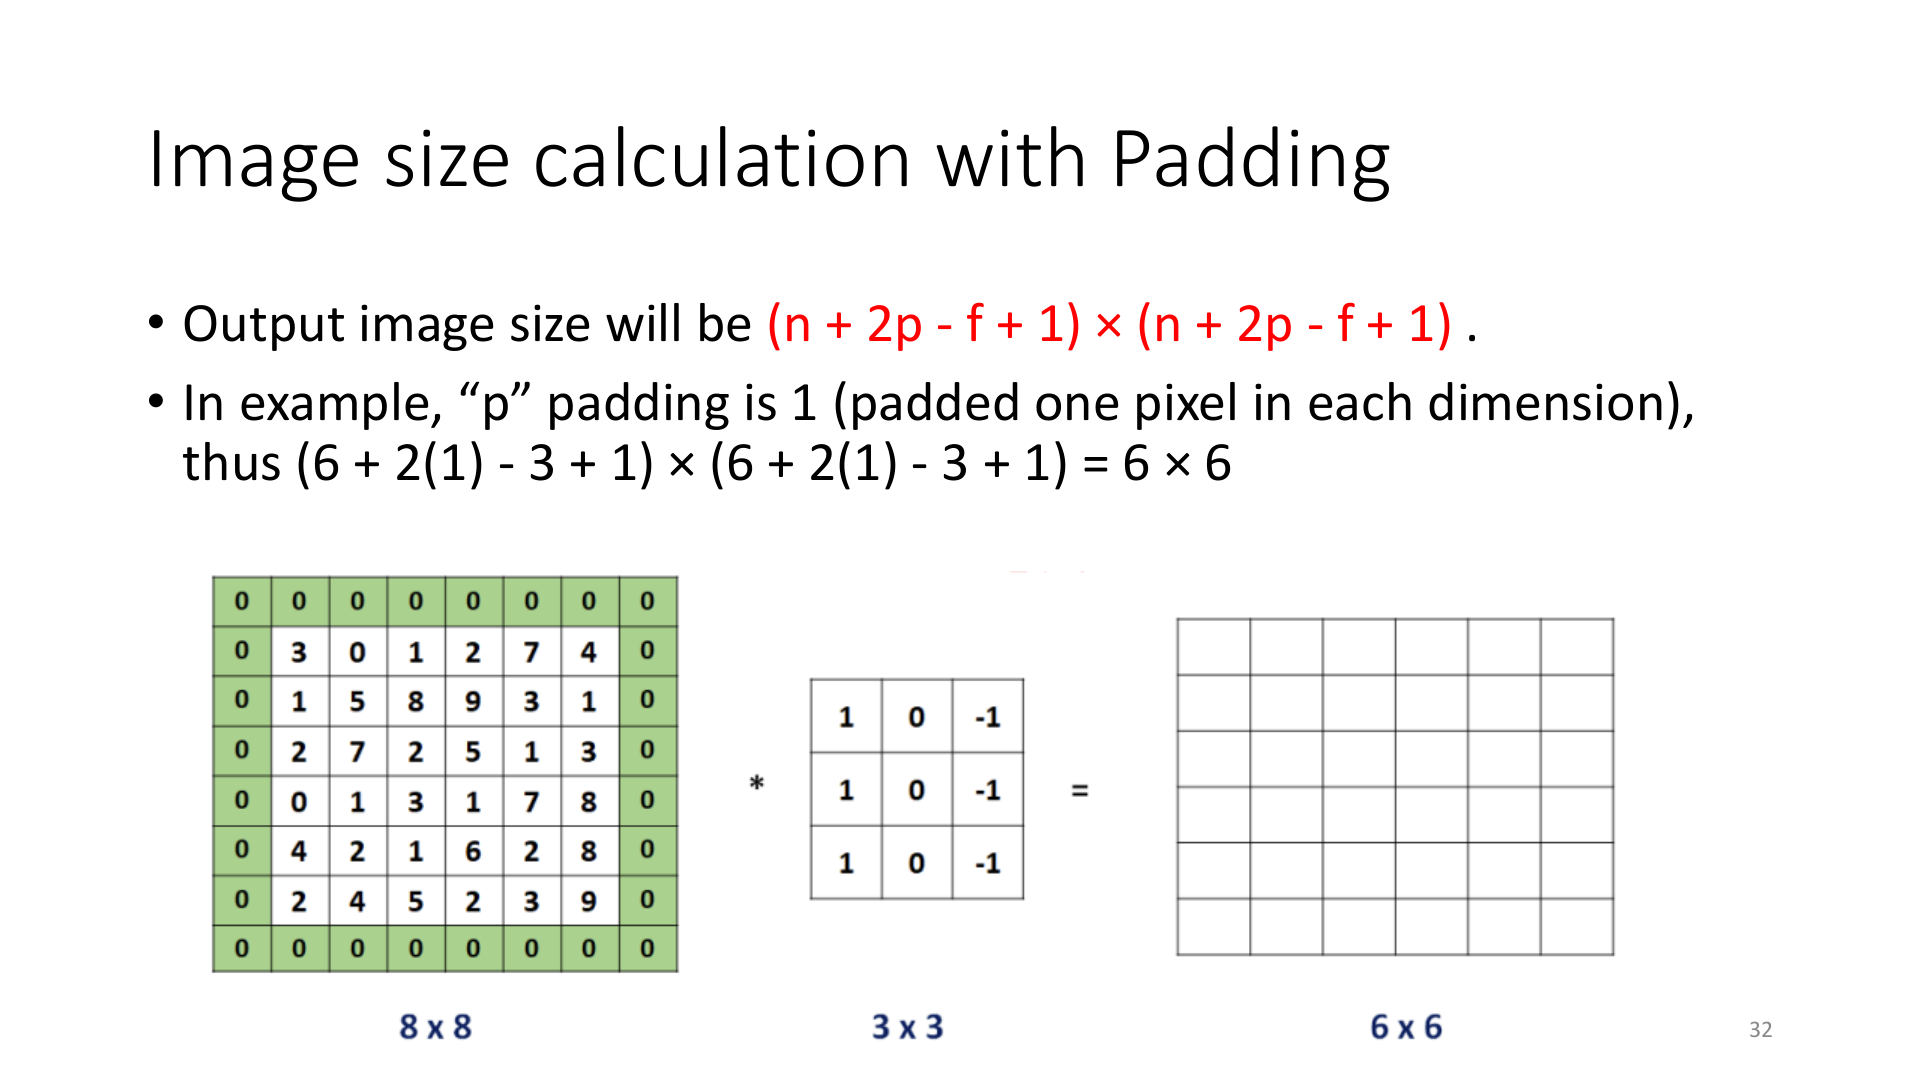 Image size calculation with Padding
• Output image size will be (n + 2p - f + 1) × (n + 2p - f + 1) .
• In example, “p” padding is 1 (padded one pixel in each dimension),
thus (6 + 2(1) - 3 + 1) × (6 + 2(1) - 3 + 1) = 6 × 6
0 0 0 0 0 0 0 0
0 3 0 1 2 7 4 0
0 1 5 8 9 3 1 0
0 2 7 2 5 1 3 0
0 0 1 3 1 7 8 0
0 4 2 1 6 2 8 0
0 2 4 5 2 3 9 0
0 0 0 0 0 0 0 0
8 x 8
*
1 0 -1
1 0 -1
1 0 -1
3 x 3
=
6 x 6
32